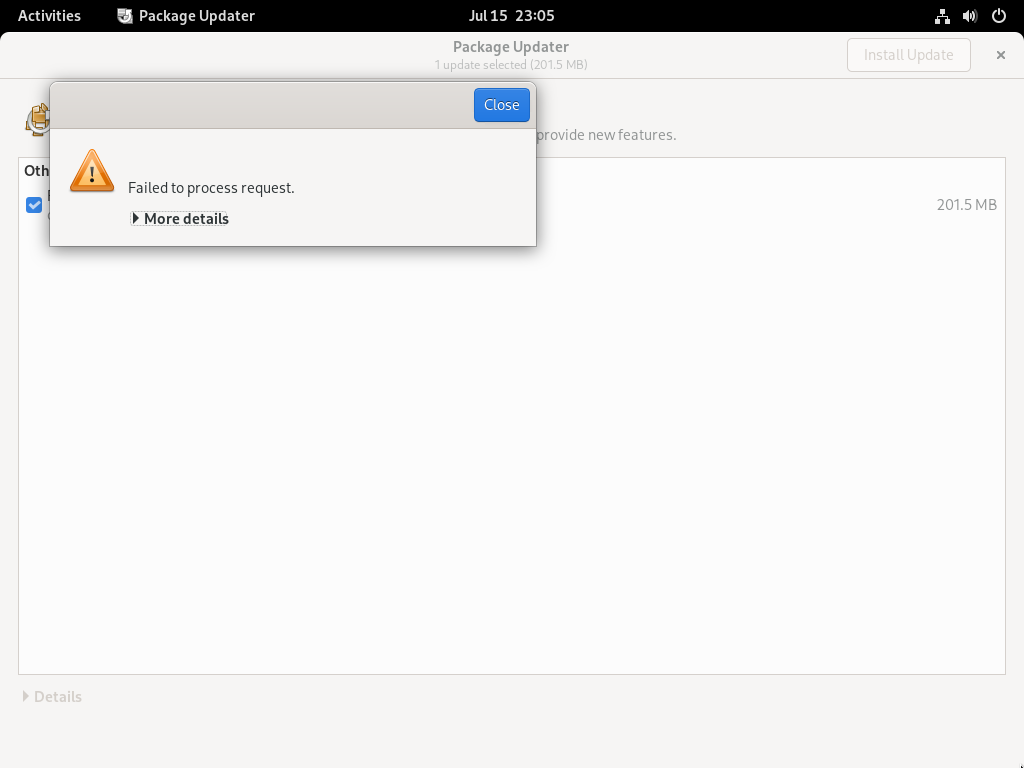 Activities
Package Updater
Jul 15 23:05
Package Updater
1 update selected (201.5 MB)
Install Update
Close
provide new features.
Oth
Failed to process request.
201.5 MB
More details
Details